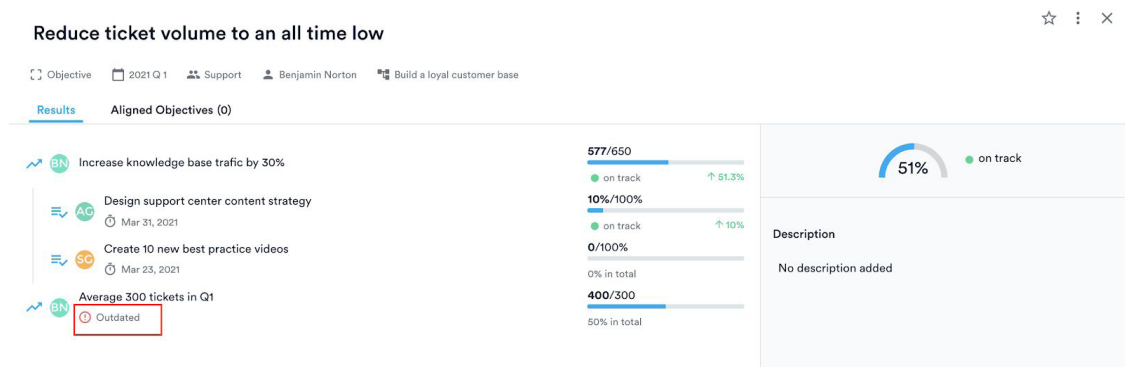 Reduce ticket volume to an all time low
Objective 2021 Q 1 Support Benjamin Norton Build a loyal customer base
Results Aligned Objectives (0)
BN Increase knowledge base trafic by 30%
577/650
on track ↑ 51.3%
AG Design support center content strategy
Mar 31, 2021
10%/100%
on track ↑ 10%
SG Create 10 new best practice videos
Mar 23, 2021
0/100%
0% in total
BN Average 300 tickets in Q1
Outdated
400/300
50% in total
51% on track
Description
No description added